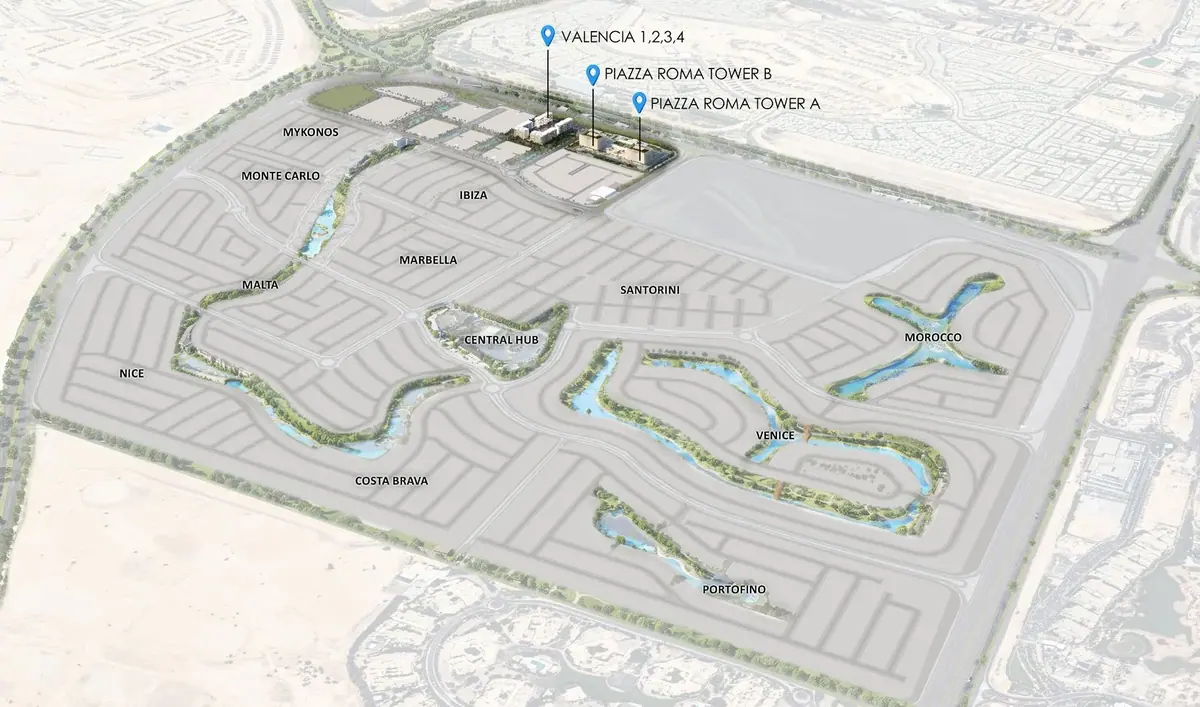 VALENCIA 1,2,3,4
PIAZZA ROMA TOWER B
PIAZZA ROMA TOWER A
MYKONOS
MONTE CARLO
IBIZA
MARBELLA
MALTA
SANTORINI
CENTRAL HUB
MOROCCO
NICE
VENICE
COSTA BRAVA
PORTOFINO